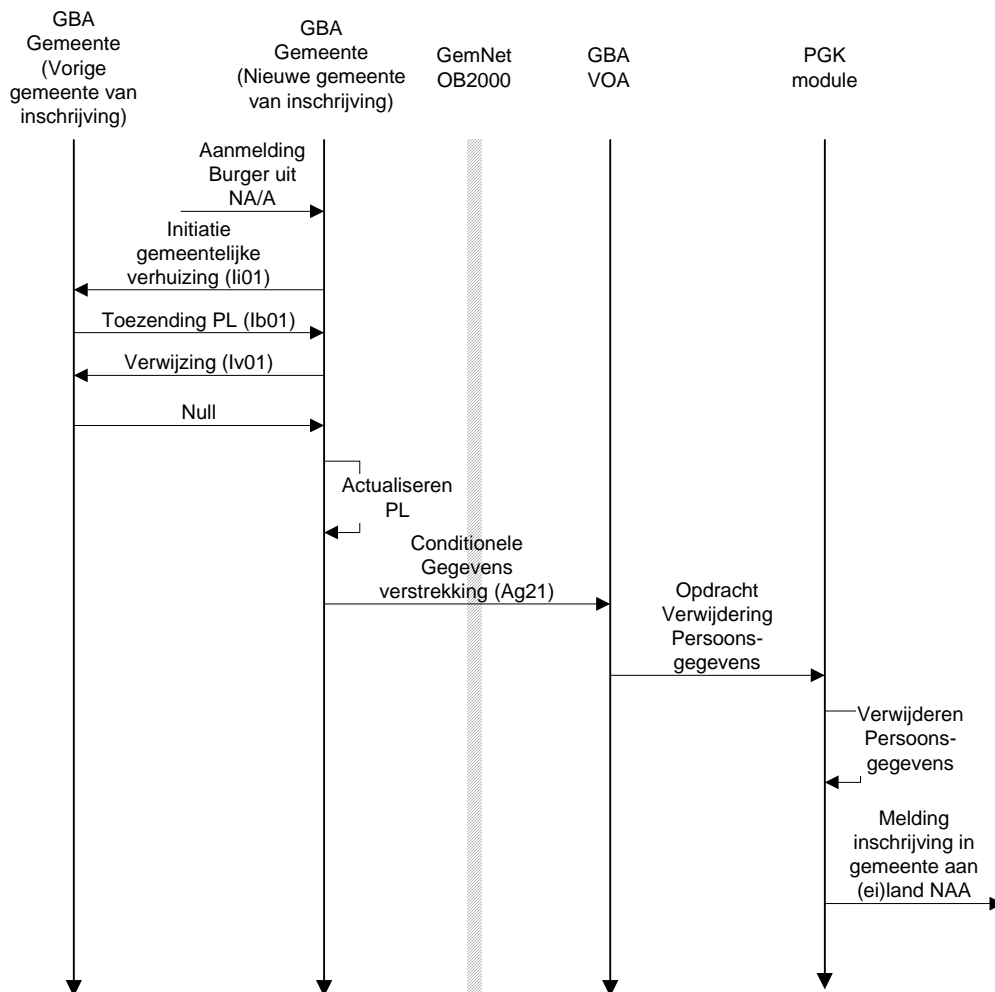 GBA
Gemeente
(Vorige
gemeente van
inschrijving)
GBA
Gemeente
(Nieuwe gemeente
van inschrijving)
GemNet
OB2000
GBA
VOA
PGK
module
Aanmelding
Burger uit
NA/A
Initiatie
gemeentelijke
verhuizing (Ii01)
Toezending PL (Ib01)
Verwijzing (Iv01)
Null
Actualiseren
PL
Conditionele
Gegevens
verstrekking (Ag21)
Opdracht
Verwijdering
Persoons-
gegevens
Verwijderen
Persoons-
gegevens
Melding
inschrijving in
gemeente aan
(ei)land NAA